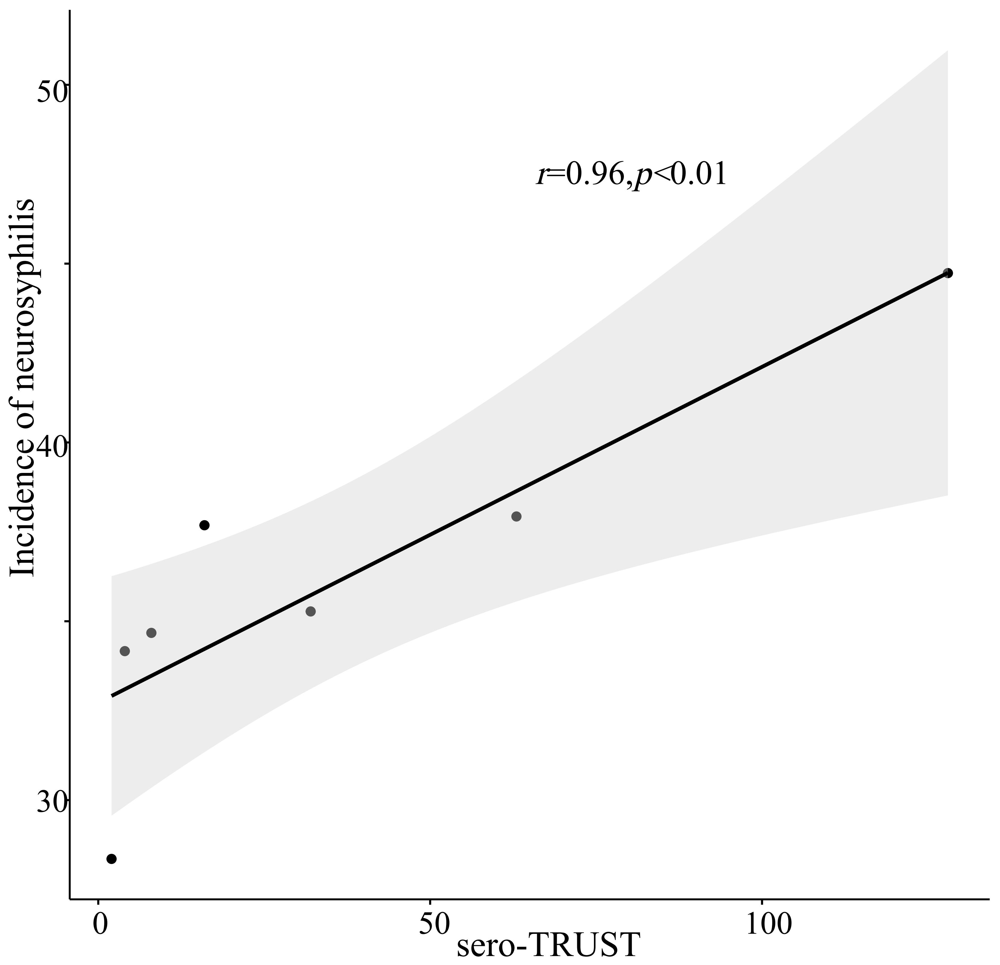 50
r=0.96,p<0.01
Incidence of neurosyphilis
40
30
0 50 100
sero-TRUST